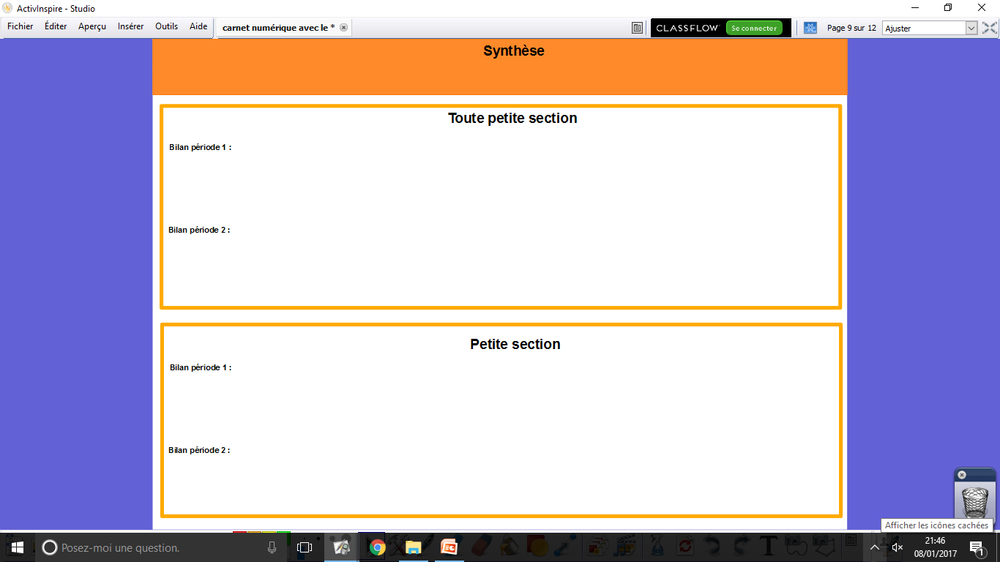 ActivInspire - Studio
Fichier Éditer Aperçu Insérer Outils Aide carnet numérique avec le * CLASSFLOW Se connecter Page 9 sur 12 Ajuster
Synthèse
Toute petite section
Bilan période 1 :
Bilan période 2 :
Petite section
Bilan période 1 :
Bilan période 2 :
Afficher les icônes cachées
Posez-moi une question.
21:46
08/01/2017
1